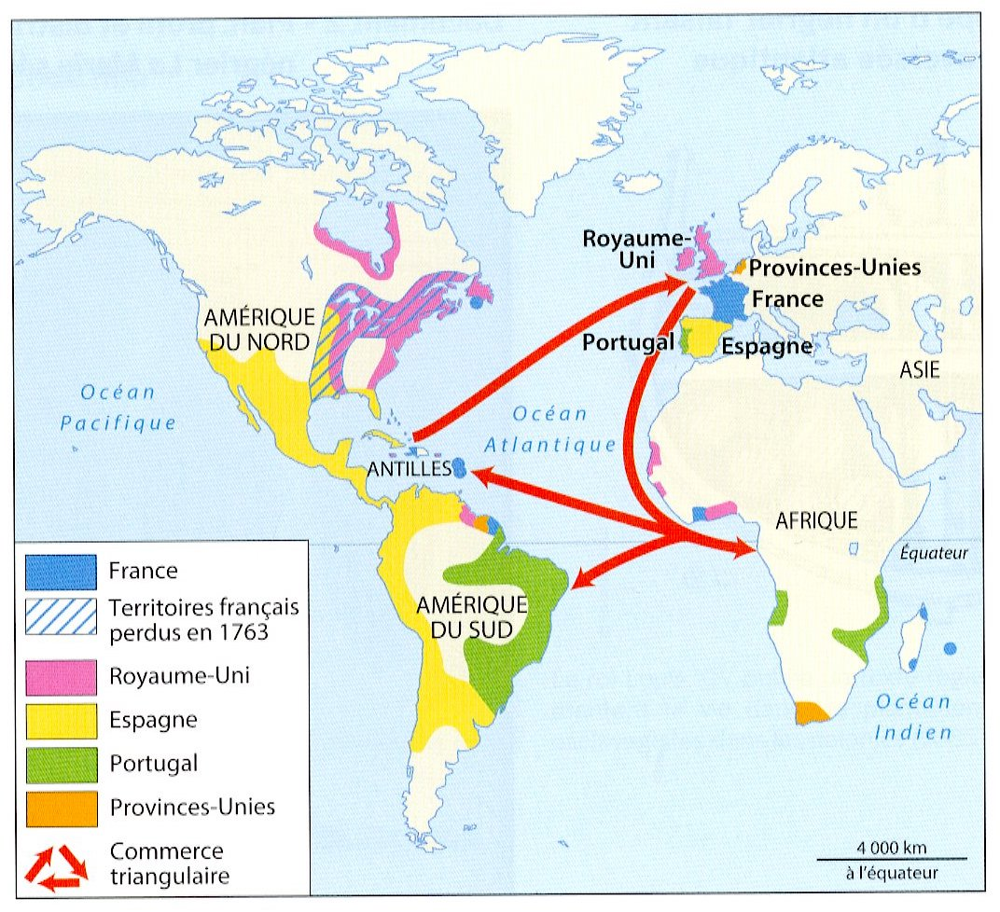 Royaume-
Uni
Provinces-Unies
France
Portugal
Espagne
AMÉRIQUE
DU NORD
ASIE
Océan
Pacifique
Océan
Atlantique
ANTILLES
AFRIQUE
Équateur
AMÉRIQUE
DU SUD
Océan
Indien
France
Territoires français
perdus en 1763
Royaume-Uni
Espagne
Portugal
Provinces-Unies
Commerce
triangulaire
4 000 km
à l'équateur